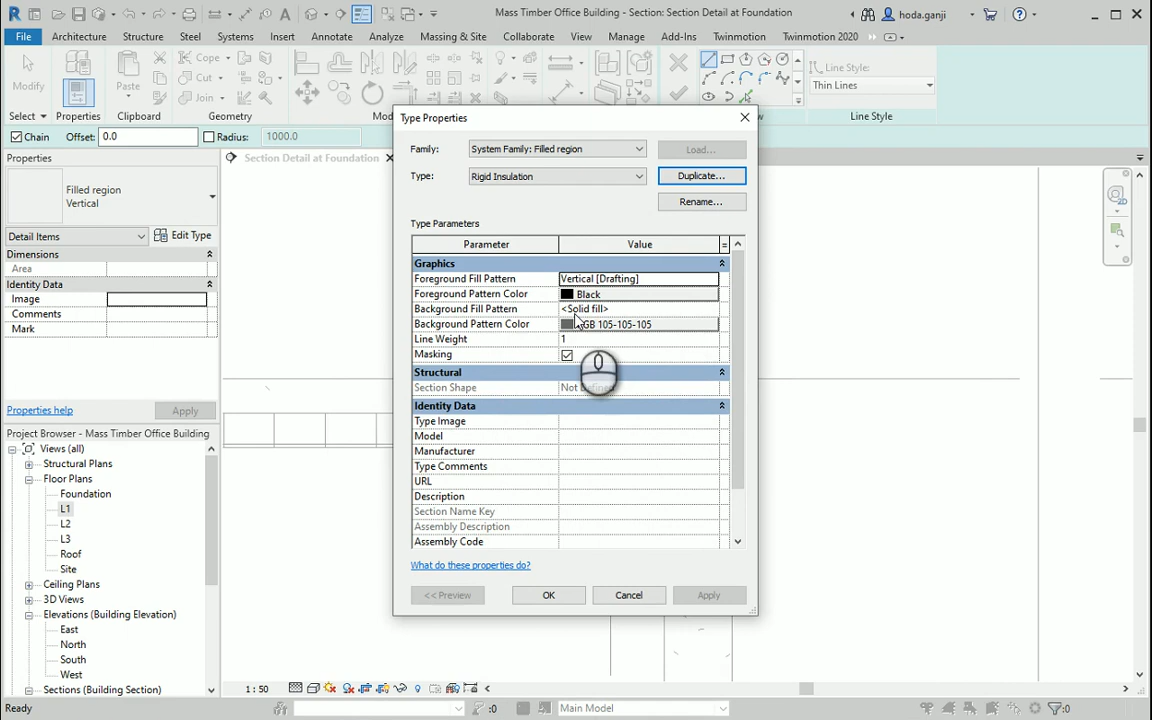 Mass Timber Office Building - Section: Section Detail at Foundation
hoda.ganji
File Architecture Structure Steel Systems Insert Annotate Analyze Massing & Site Collaborate View Manage Add-Ins Twinmotion Twinmotion 2020
Modify
Paste
Cope
Cut
Join
Line Style:
Thin Lines
Select Properties Clipboard Geometry
Line Style
Chain Offset: 0.0 Radius: 1000.0
Properties
Section Detail at Foundation
Filled region
Vertical
Detail Items
Edit Type
Dimensions
Area
Identity Data
Image
Comments
Mark
Properties help
Apply
Project Browser - Mass Timber Office Building
Views (all)
Structural Plans
Floor Plans
Foundation
L1
L2
L3
Roof
Site
Ceiling Plans
3D Views
Elevations (Building Elevation)
East
North
South
West
Sections (Building Section)
Type Properties
Family: System Family: Filled region Load...
Type: Rigid Insulation Duplicate...
Rename...
Type Parameters
Parameter Value =
Graphics
Foreground Fill Pattern Vertical [Drafting]
Foreground Pattern Color Black
Background Fill Pattern <Solid fill>
Background Pattern Color GB 105-105-105
Line Weight 1
Masking
Structural
Section Shape Not
Identity Data
Type Image
Model
Manufacturer
Type Comments
URL
Description
Section Name Key
Assembly Description
Assembly Code
What do these properties do?
<< Preview OK Cancel Apply
1 : 50
Ready
:0
Main Model
:0